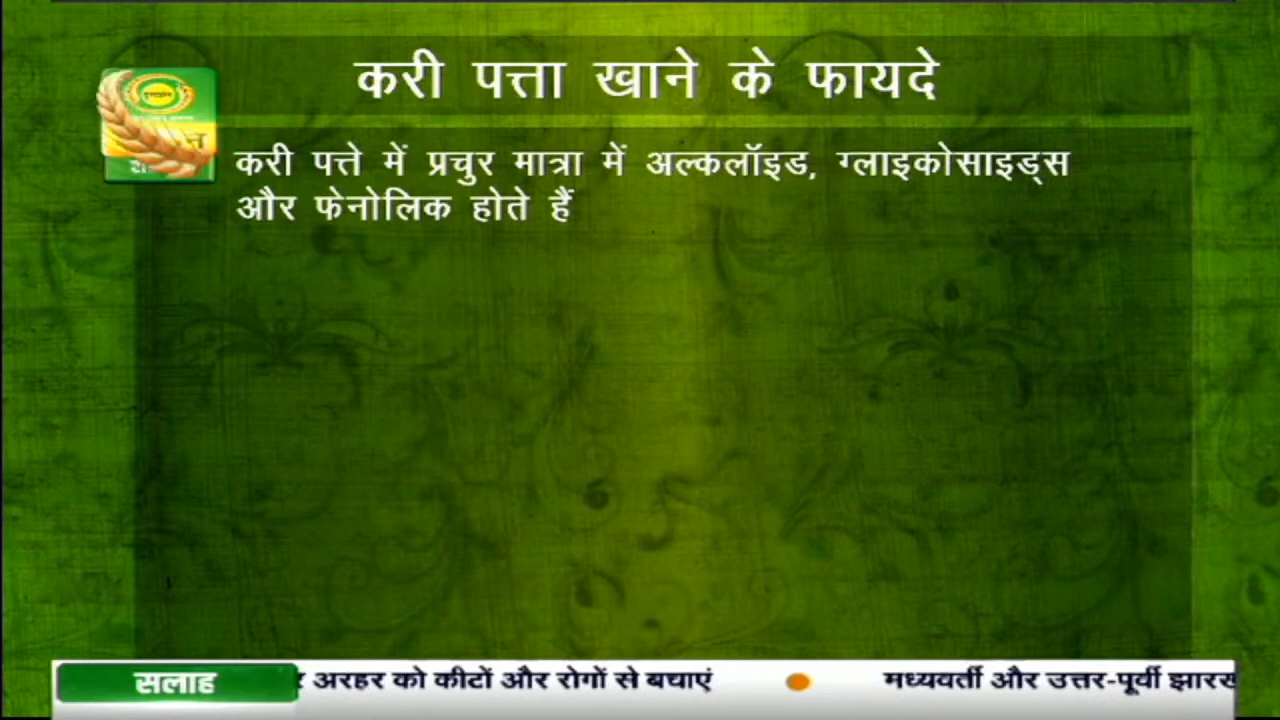 करी पत्ता खाने के फायदे
करी पत्ते में प्रचुर मात्रा में अल्कलॉइड, ग्लाइकोसाइड्स
और फेनोलिक होते हैं
सलाह
अरहर को कीटों और रोगों से बचाएं
मध्यवर्ती और उत्तर-पूर्वी